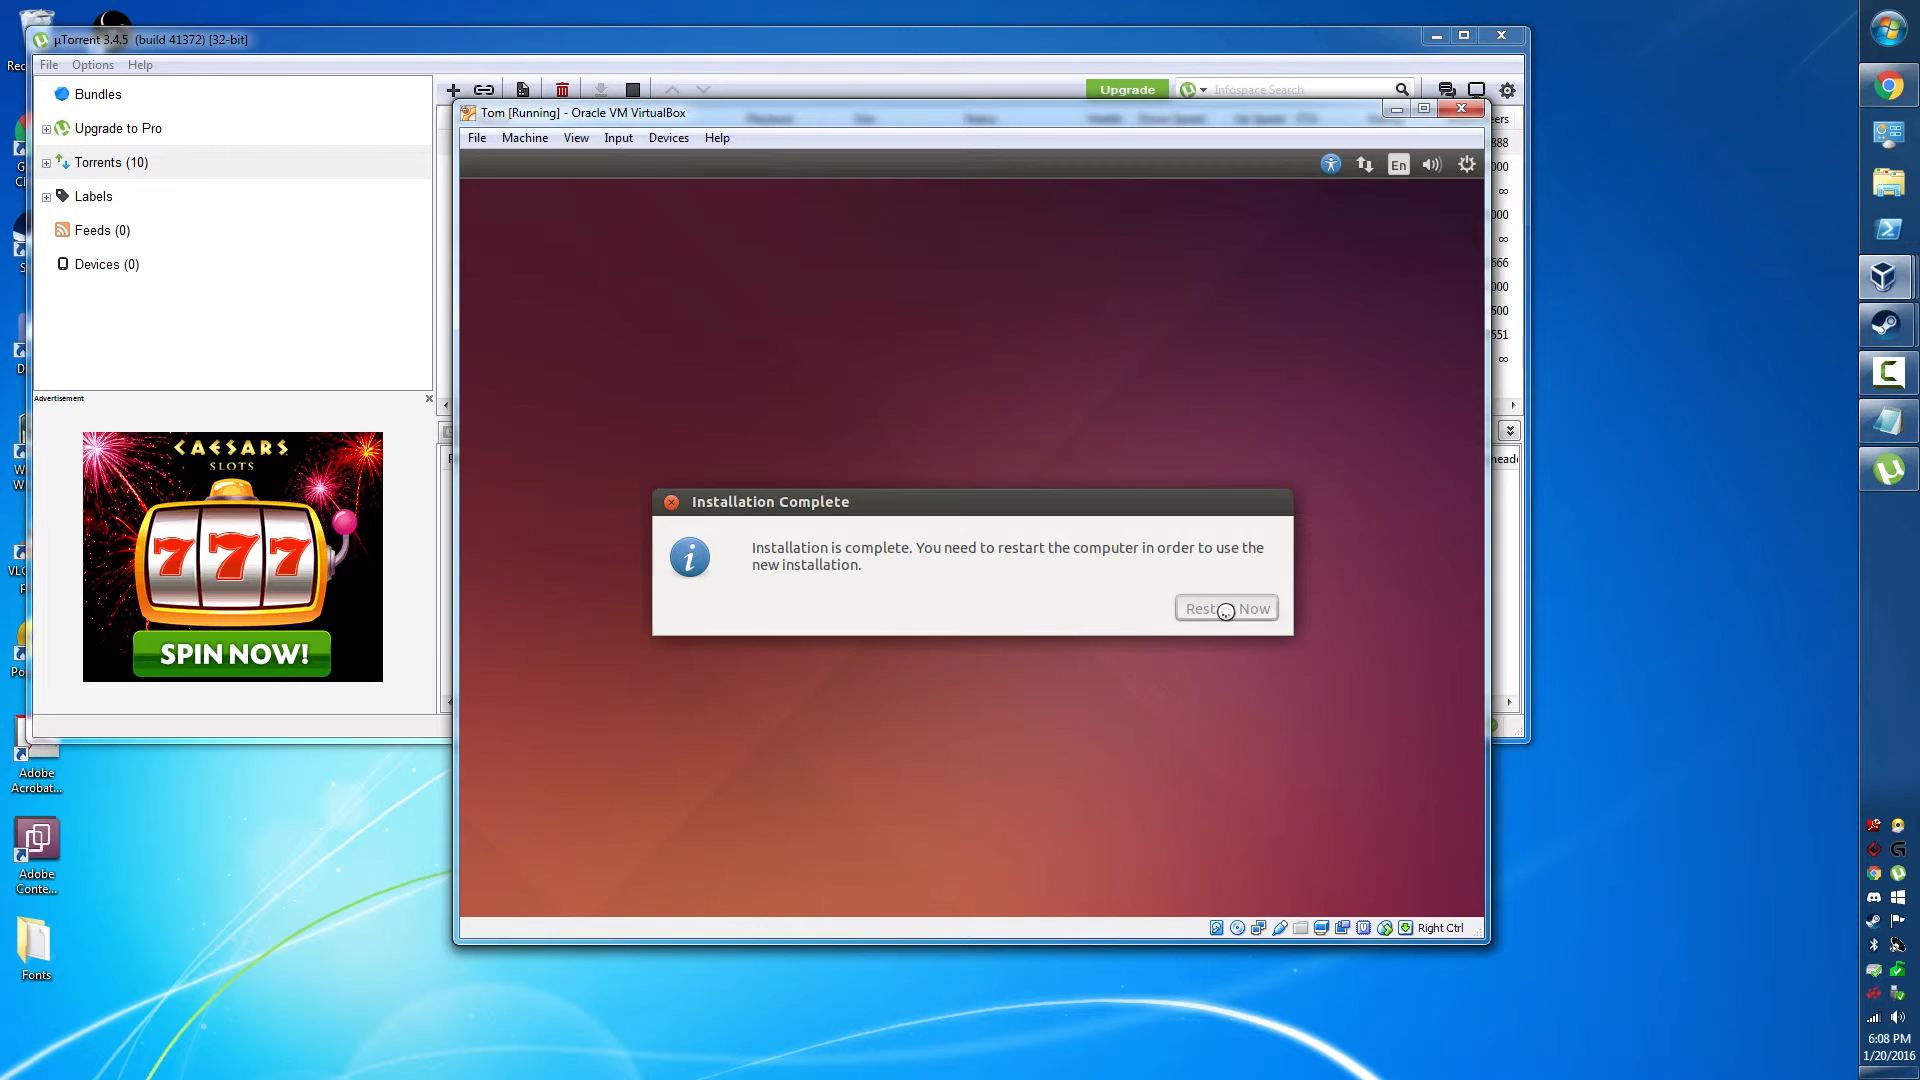 µTorrent 3.4.5 (build 41372) [32-bit]
File Options Help
Bundles
Upgrade to Pro
Torrents (10)
Labels
Feeds (0)
Devices (0)
Advertisement
CAESARS
SLOTS
777
SPIN NOW!
Upgrade
Infospace Search
Tom [Running] - Oracle VM VirtualBox
File Machine View Input Devices Help
En
Installation Complete
Installation is complete. You need to restart the computer in order to use the
new installation.
Now
Right Ctrl
Adobe
Acrobat...
Adobe
Conte...
Fonts
6:08 PM
1/20/2016